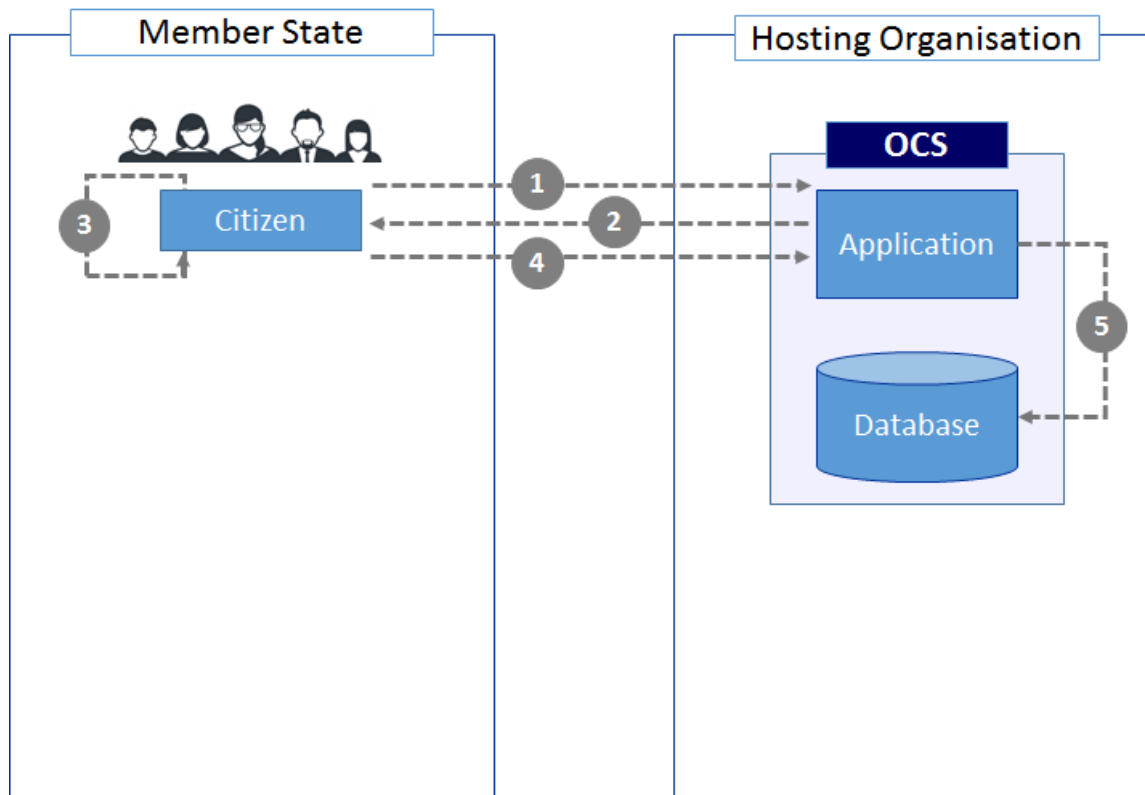 Member State
Hosting Organisation
OCS
1
3
Citizen
2
Application
4
5
Database